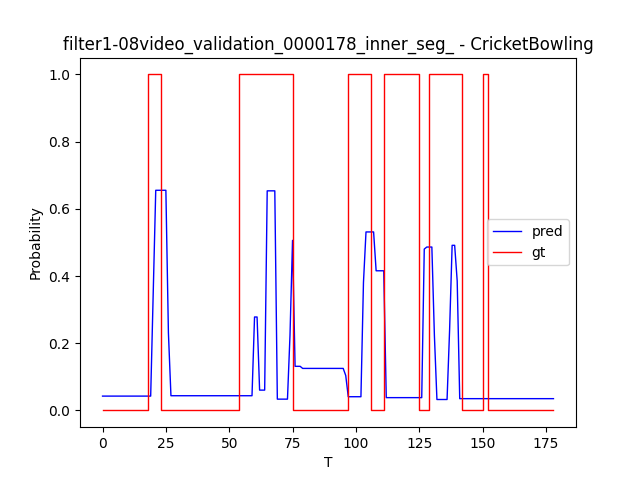 filter1-08video_validation_0000178_inner_seg_ - CricketBowling
1.0
0.8
0.6
0.4
0.2
0.0
Probability
pred
gt
0 25 50 75 100 125 150 175
T